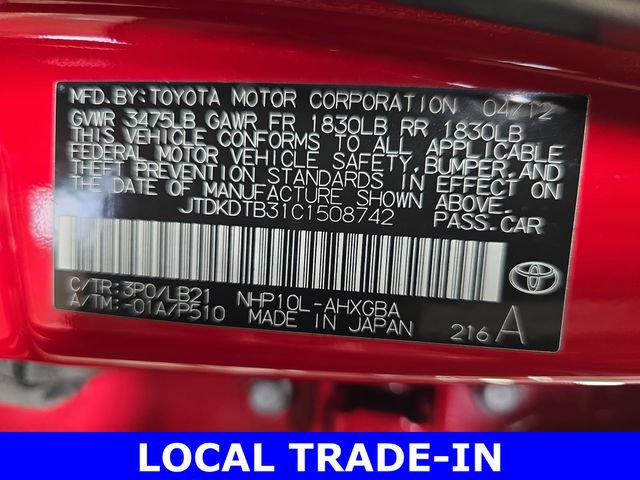 MFD. BY: TOYOTA MOTOR CORPORATION 04/12
GVWR 3475LB GAWR FR 1830LB RR 1830LB
THIS VEHICLE CONFORMS TO ALL APPLICABLE
FEDERAL MOTOR VEHICLE SAFETY, BUMPER, AND
THEFT PREVENTION STANDARDS IN EFFECT ON
THE DATE OF MANUFACTURE SHOWN ABOVE.
JTDKDTB31C1508742 PASS. CAR
C/TR: 3P0/LB21 NHP10L-AHXGBA
A/TM: -01A/P510 MADE IN JAPAN
216 A
LOCAL TRADE-IN